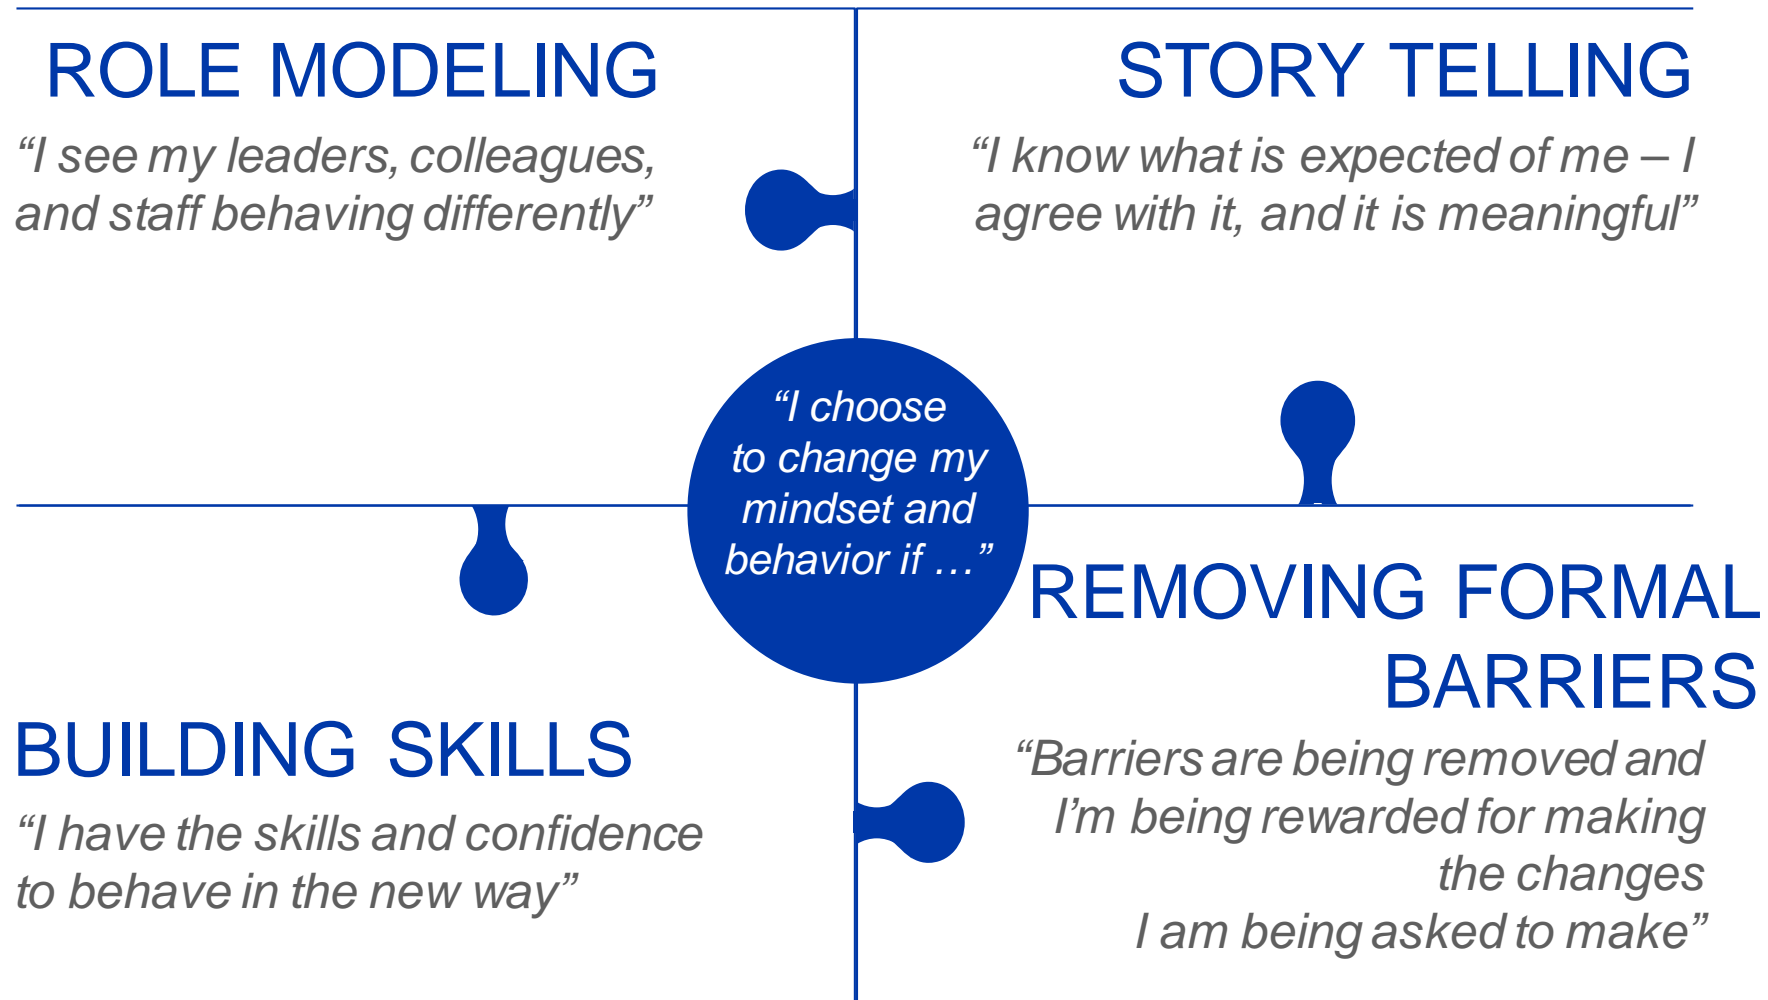 ROLE MODELING
“I see my leaders, colleagues,
and staff behaving differently”
STORY TELLING
“I know what is expected of me – I
agree with it, and it is meaningful”
“I choose
to change my
mindset and
behavior if …”
BUILDING SKILLS
“I have the skills and confidence
to behave in the new way”
REMOVING FORMAL
BARRIERS
“Barriers are being removed and
I’m being rewarded for making
the changes
I am being asked to make”